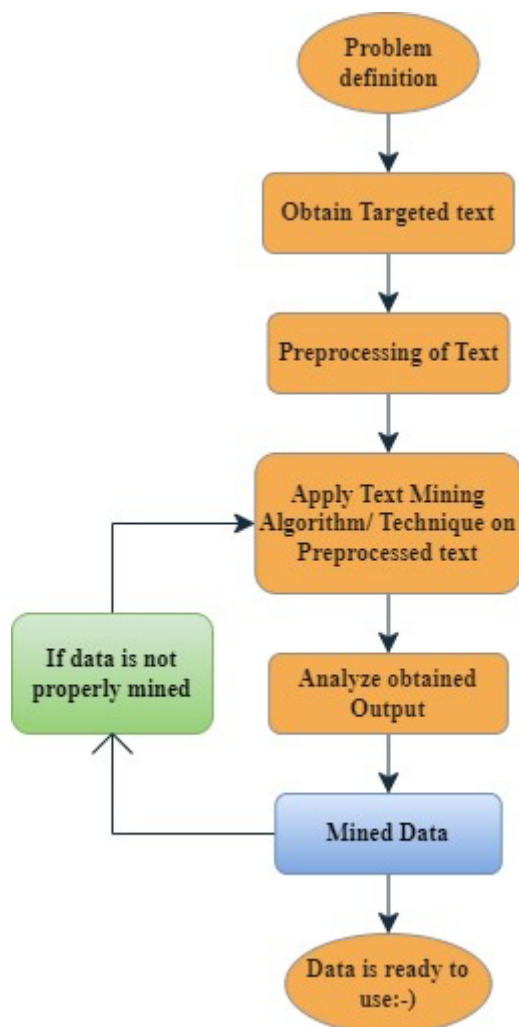 Problem
definition
Obtain Targeted text
Preprocessing of Text
Apply Text Mining
Algorithm/ Technique on
Preprocessed text
If data is not
properly mined
Analyze obtained
Output
Mined Data
Data is ready to
use:-)